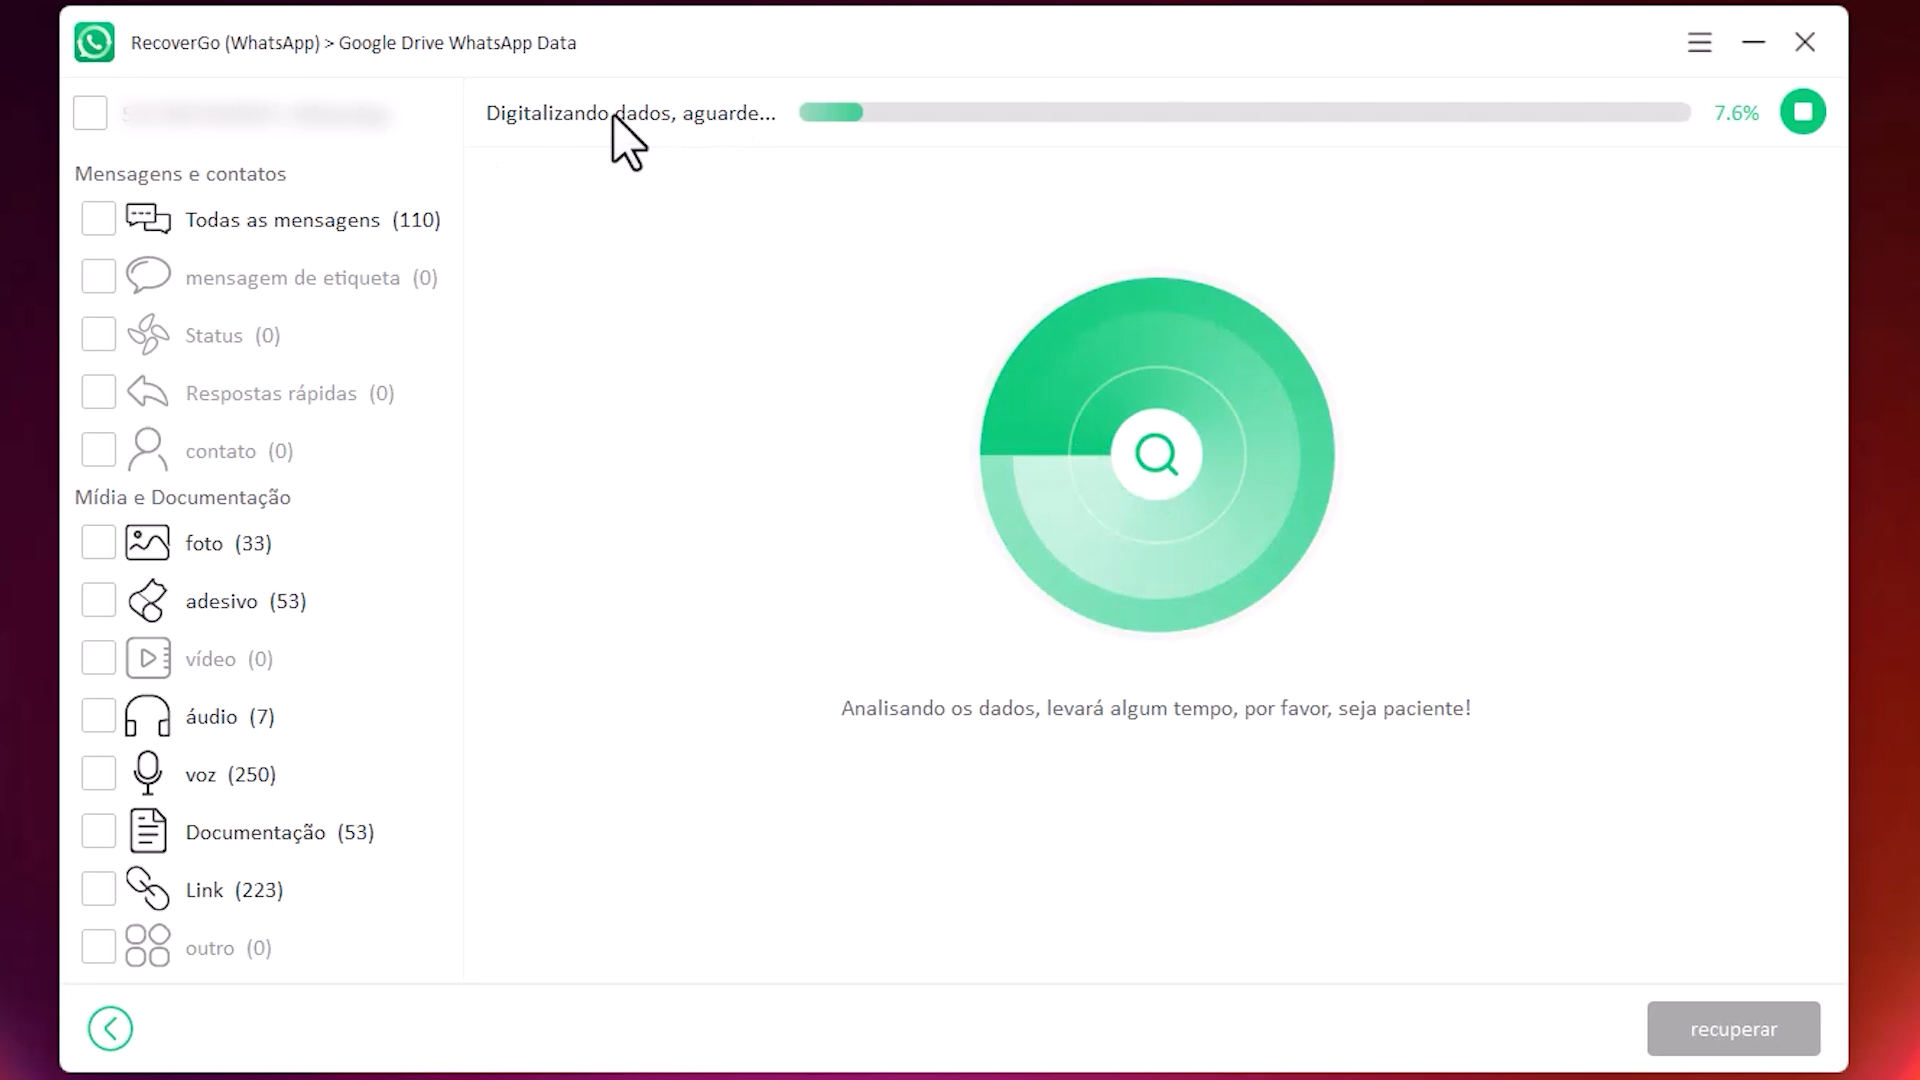 RecoverGo (WhatsApp) > Google Drive WhatsApp Data
Digitalizando dados, aguarde...
7.6%
Mensagens e contatos
Todas as mensagens (110)
mensagem de etiqueta (0)
Status (0)
Respostas rápidas (0)
contato (0)
Mídia e Documentação
foto (33)
adesivo (53)
vídeo (0)
áudio (7)
voz (250)
Documentação (53)
Link (223)
outro (0)
Analisando os dados, levará algum tempo, por favor, seja paciente!
recuperar